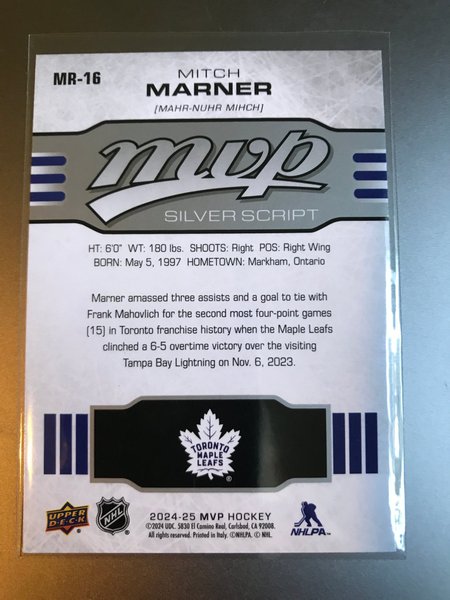 MR-16
MITCH
MARNER
[MAHR-NUHR MIHCH]
mvp
SILVER SCRIPT
HT: 6'0" WT: 180 lbs. SHOOTS: Right POS: Right Wing
BORN: May 5, 1997 HOMETOWN: Markham, Ontario
Marner amassed three assists and a goal to tie with
Frank Mahovlich for the second most four-point games
(15) in Toronto franchise history when the Maple Leafs
clinched a 6-5 overtime victory over the visiting
Tampa Bay Lightning on Nov. 6, 2023.
TORONTO
MAPLE
LEAFS
®
UPPER
DECK
NHL
2024-25 MVP HOCKEY
©2024 UDC. 5830 El Camino Real, Carlsbad, CA 92008.
All rights reserved. Printed in Italy. ©NHLPA. © NHL.
NHLPA™